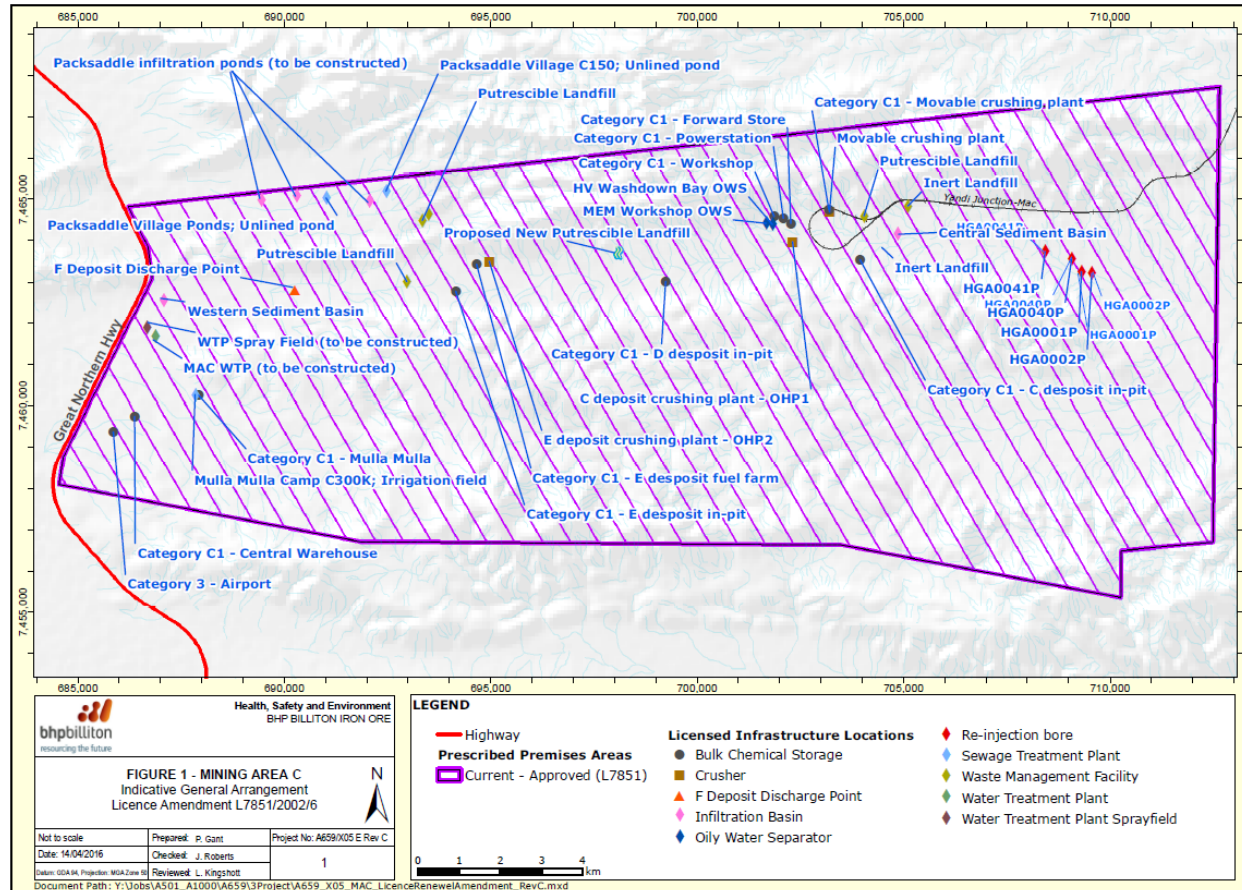 685,000 690,000 695,000 700,000 705,000 710,000
Packsaddle infiltration ponds (to be constructed)
Packsaddle Village C150; Unlined pond
Putrescible Landfill
Category C1 - Movable crushing plant
Category C1 - Forward Store
Category C1 - Powerstation
Movable crushing plant
Category C1 - Workshop
Putrescible Landfill
HV Washdown Bay OWS
Inert Landfill
7,465,000
Yandi Junction-Mac
MEM Workshop OWS
Packsaddle Village Ponds; Unlined pond
Proposed New Putrescible Landfill
HGA0041P
Central Sediment Basin
Putrescible Landfill
F Deposit Discharge Point
Inert Landfill
HGA0041P
HGA0040P
HGA0002P
Western Sediment Basin
HGA0040P
HGA0001P
HGA0001P
WTP Spray Field (to be constructed)
HGA0002P
Category C1 - D desposit in-pit
MAC WTP (to be constructed)
Great Northern Hwy
Category C1 - C desposit in-pit
C deposit crushing plant - OHP1
7,460,000
E deposit crushing plant - OHP2
Category C1 - Mulla Mulla
Mulla Mulla Camp C300K; Irrigation field
Category C1 - E desposit fuel farm
Category C1 - E desposit in-pit
Category C1 - Central Warehouse
Category 3 - Airport
7,455,000
685,000 690,000 695,000 700,000 705,000 710,000
bhpbilliton
resourcing the future
Health, Safety and Environment
BHP BILLITON IRON ORE
FIGURE 1 - MINING AREA C
Indicative General Arrangement
Licence Amendment L7851/2002/6
N
Not to scale
Prepared: P. Gant
Project No: A659/X05 E Rev C
Date: 14/04/2016
Checked: J. Roberts
1
Datum: GDA 94, Projection: MGA Zone 50
Reviewed: L. Kingshott
LEGEND
Highway
Prescribed Premises Areas
Current - Approved (L7851)
Licensed Infrastructure Locations
Bulk Chemical Storage
Crusher
F Deposit Discharge Point
Infiltration Basin
Oily Water Separator
Re-injection bore
Sewage Treatment Plant
Waste Management Facility
Water Treatment Plant
Water Treatment Plant Sprayfield
0 1 2 3 4
km
Document Path: Y:\Jobs\A501_A1000\A659\3Project\A659_X05_MAC_LicenceRenewelAmendment_RevC.mxd